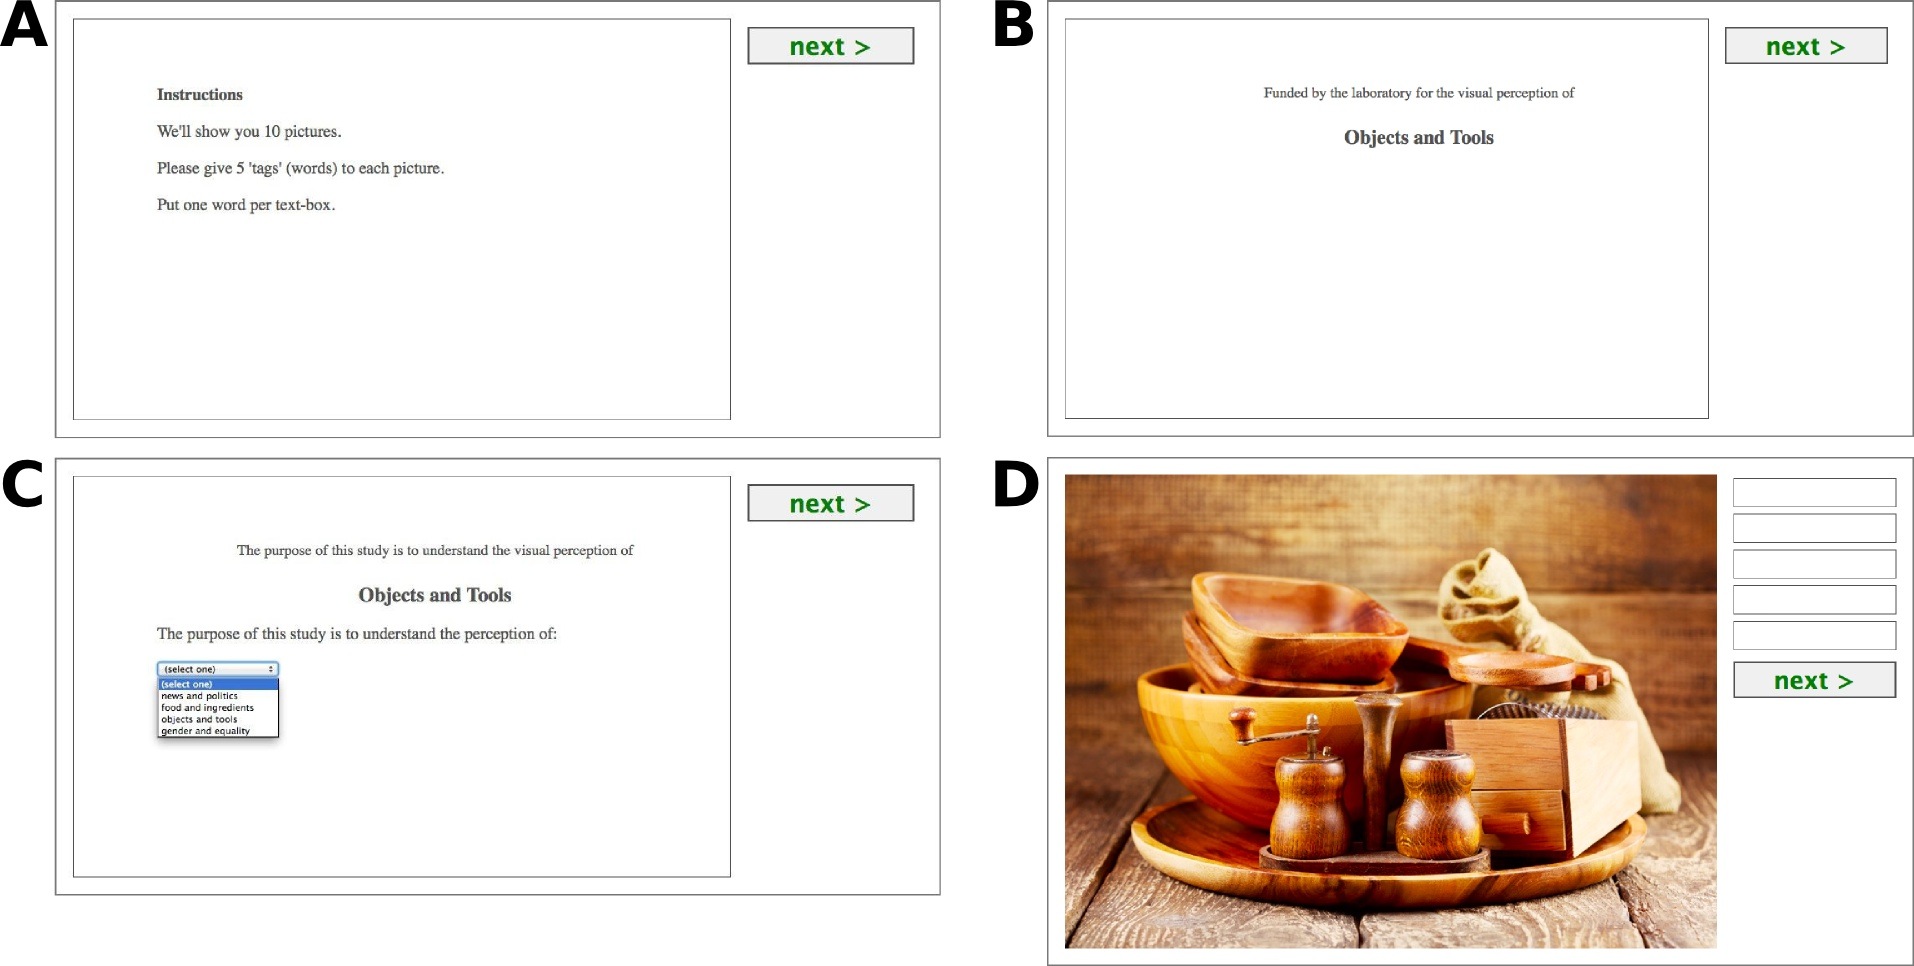 A
next >
Instructions
We'll show you 10 pictures.
Please give 5 'tags' (words) to each picture.
Put one word per text-box.
B
next >
Funded by the laboratory for the visual perception of
Objects and Tools
C
next >
The purpose of this study is to understand the visual perception of
Objects and Tools
The purpose of this study is to understand the perception of:
(select one)
(select one)
news and politics
food and ingredients
objects and tools
gender and equality
D
next >